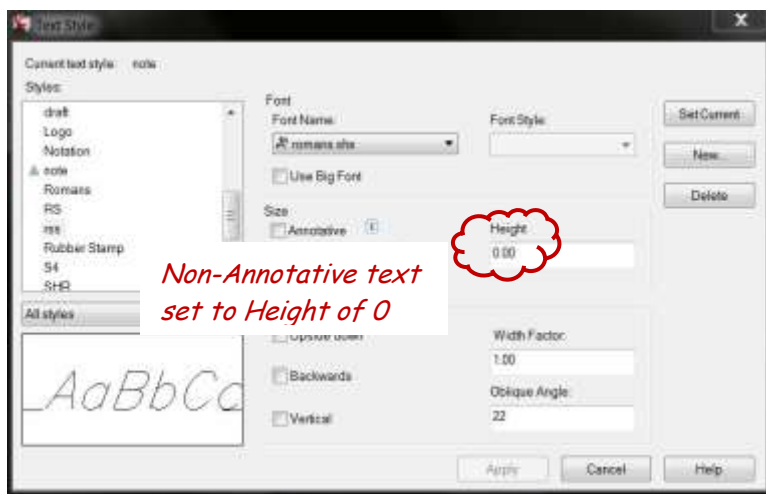 Text Style
X
Current text style: note
Styles:
draft
Logo
Notation
note
Romans
RS
rss
Rubber Stamp
S4
SHR
All styles
AaBbCc
Font
Font Name:
romans.shx
Font Style:
Use Big Font
Size
Annotative
Height
0.00
Non-Annotative text
set to Height of 0
Upside down
Backwards
Vertical
Width Factor:
1.00
Oblique Angle:
22
Set Current
New...
Delete
Apply
Cancel
Help